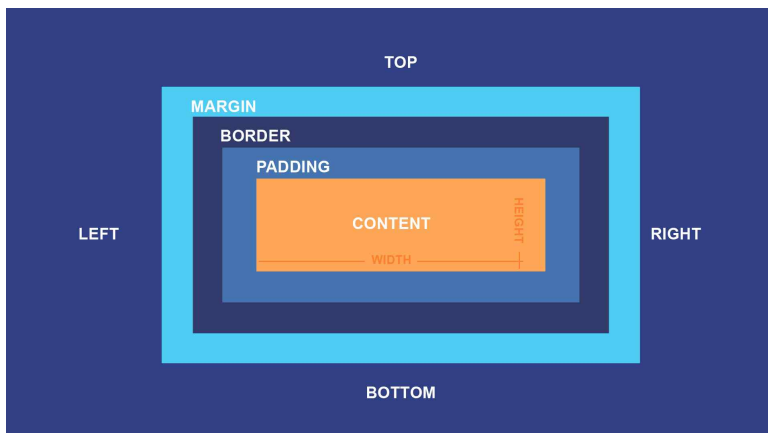 TOP
MARGIN
BORDER
PADDING
CONTENT
HEIGHT
LEFT
RIGHT
WIDTH
BOTTOM